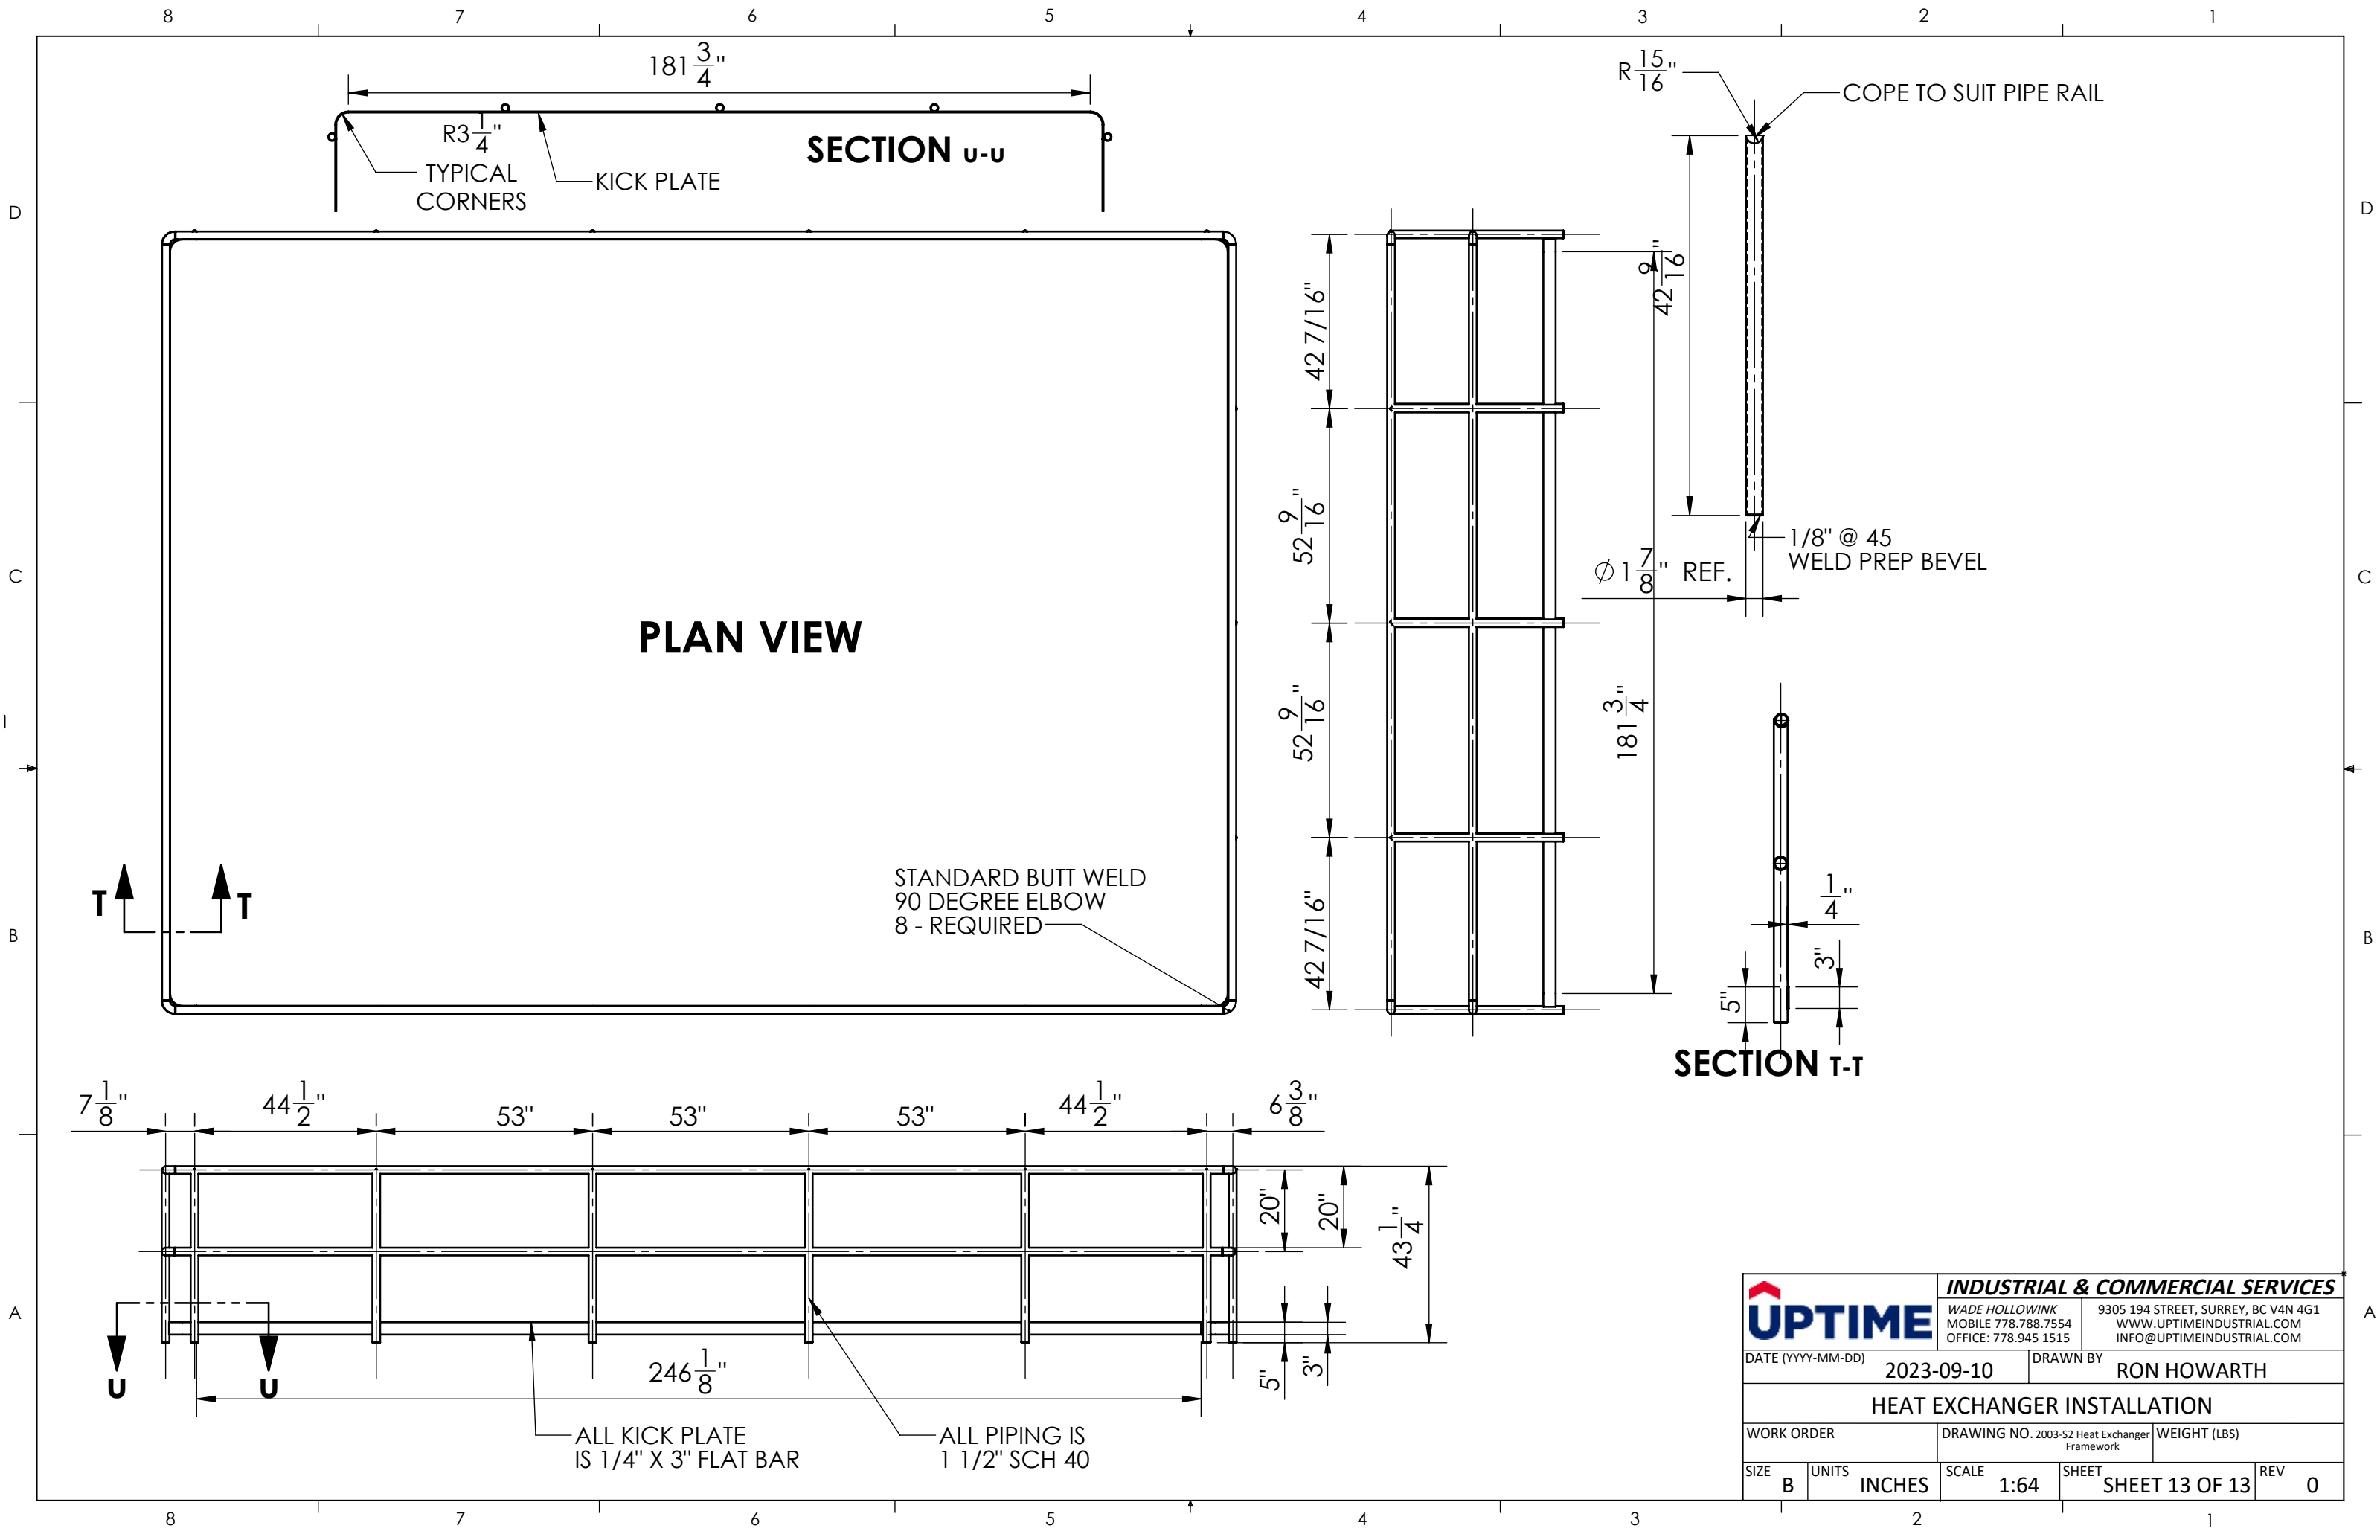 8 7 6 5 4 3 2 1
D
D
C
C
I
B
B
A
A
181 3/4"
R3 1/4"
TYPICAL
CORNERS
KICK PLATE
SECTION U-U
R 15/16"
COPE TO SUIT PIPE RAIL
42 9/16"
1/8" @ 45
WELD PREP BEVEL
Ø 1 7/8" REF.
PLAN VIEW
42 7/16"
52 9/16"
52 9/16"
42 7/16"
181 3/4"
T T
STANDARD BUTT WELD
90 DEGREE ELBOW
8 - REQUIRED
1/4"
3"
5"
SECTION T-T
7 1/8" 44 1/2" 53" 53" 53" 44 1/2" 6 3/8"
20"
20"
43 1/4"
5"
3"
U U
246 1/8"
ALL KICK PLATE
IS 1/4" X 3" FLAT BAR
ALL PIPING IS
1 1/2" SCH 40
UPTIME
INDUSTRIAL & COMMERCIAL SERVICES
WADE HOLLOWINK
MOBILE 778.788.7554
OFFICE: 778.945 1515
9305 194 STREET, SURREY, BC V4N 4G1
WWW.UPTIMEINDUSTRIAL.COM
INFO@UPTIMEINDUSTRIAL.COM
DATE (YYYY-MM-DD) 2023-09-10
DRAWN BY RON HOWARTH
HEAT EXCHANGER INSTALLATION
WORK ORDER
DRAWING NO. 2003-S2 Heat Exchanger
Framework
WEIGHT (LBS)
SIZE B
UNITS INCHES
SCALE 1:64
SHEET SHEET 13 OF 13
REV 0
8 7 6 5 4 3 2 1